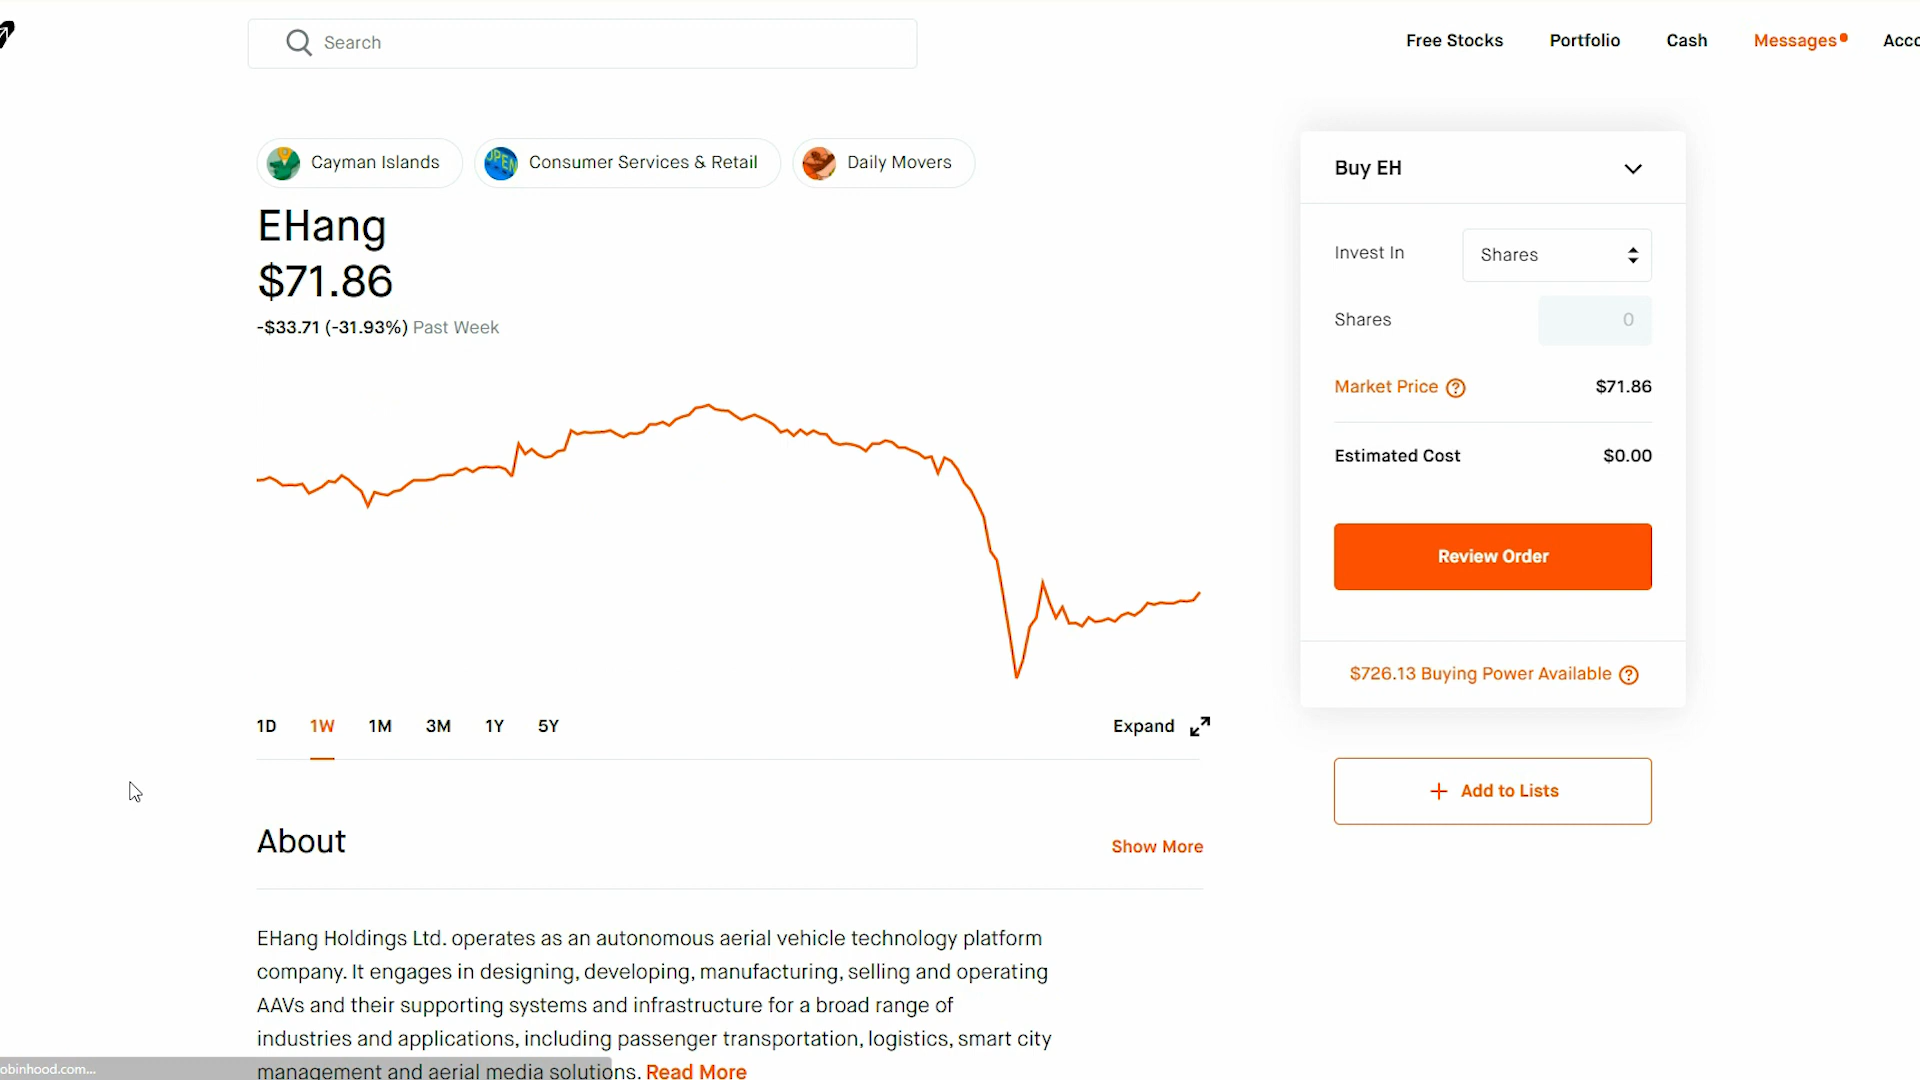 Search
Free Stocks
Portfolio
Cash
Messages
Acco
Cayman Islands
OPEN
Consumer Services & Retail
Daily Movers
EHang
$71.86
-$33.71 (-31.93%) Past Week
1D
1W
1M
3M
1Y
5Y
Expand
About
Show More
EHang Holdings Ltd. operates as an autonomous aerial vehicle technology platform
company. It engages in designing, developing, manufacturing, selling and operating
AAVs and their supporting systems and infrastructure for a broad range of
industries and applications, including passenger transportation, logistics, smart city
management and aerial media solutions. Read More
Buy EH
Invest In
Shares
Shares
0
Market Price ?
$71.86
Estimated Cost
$0.00
Review Order
$726.13 Buying Power Available ?
+ Add to Lists
obinhood.com...